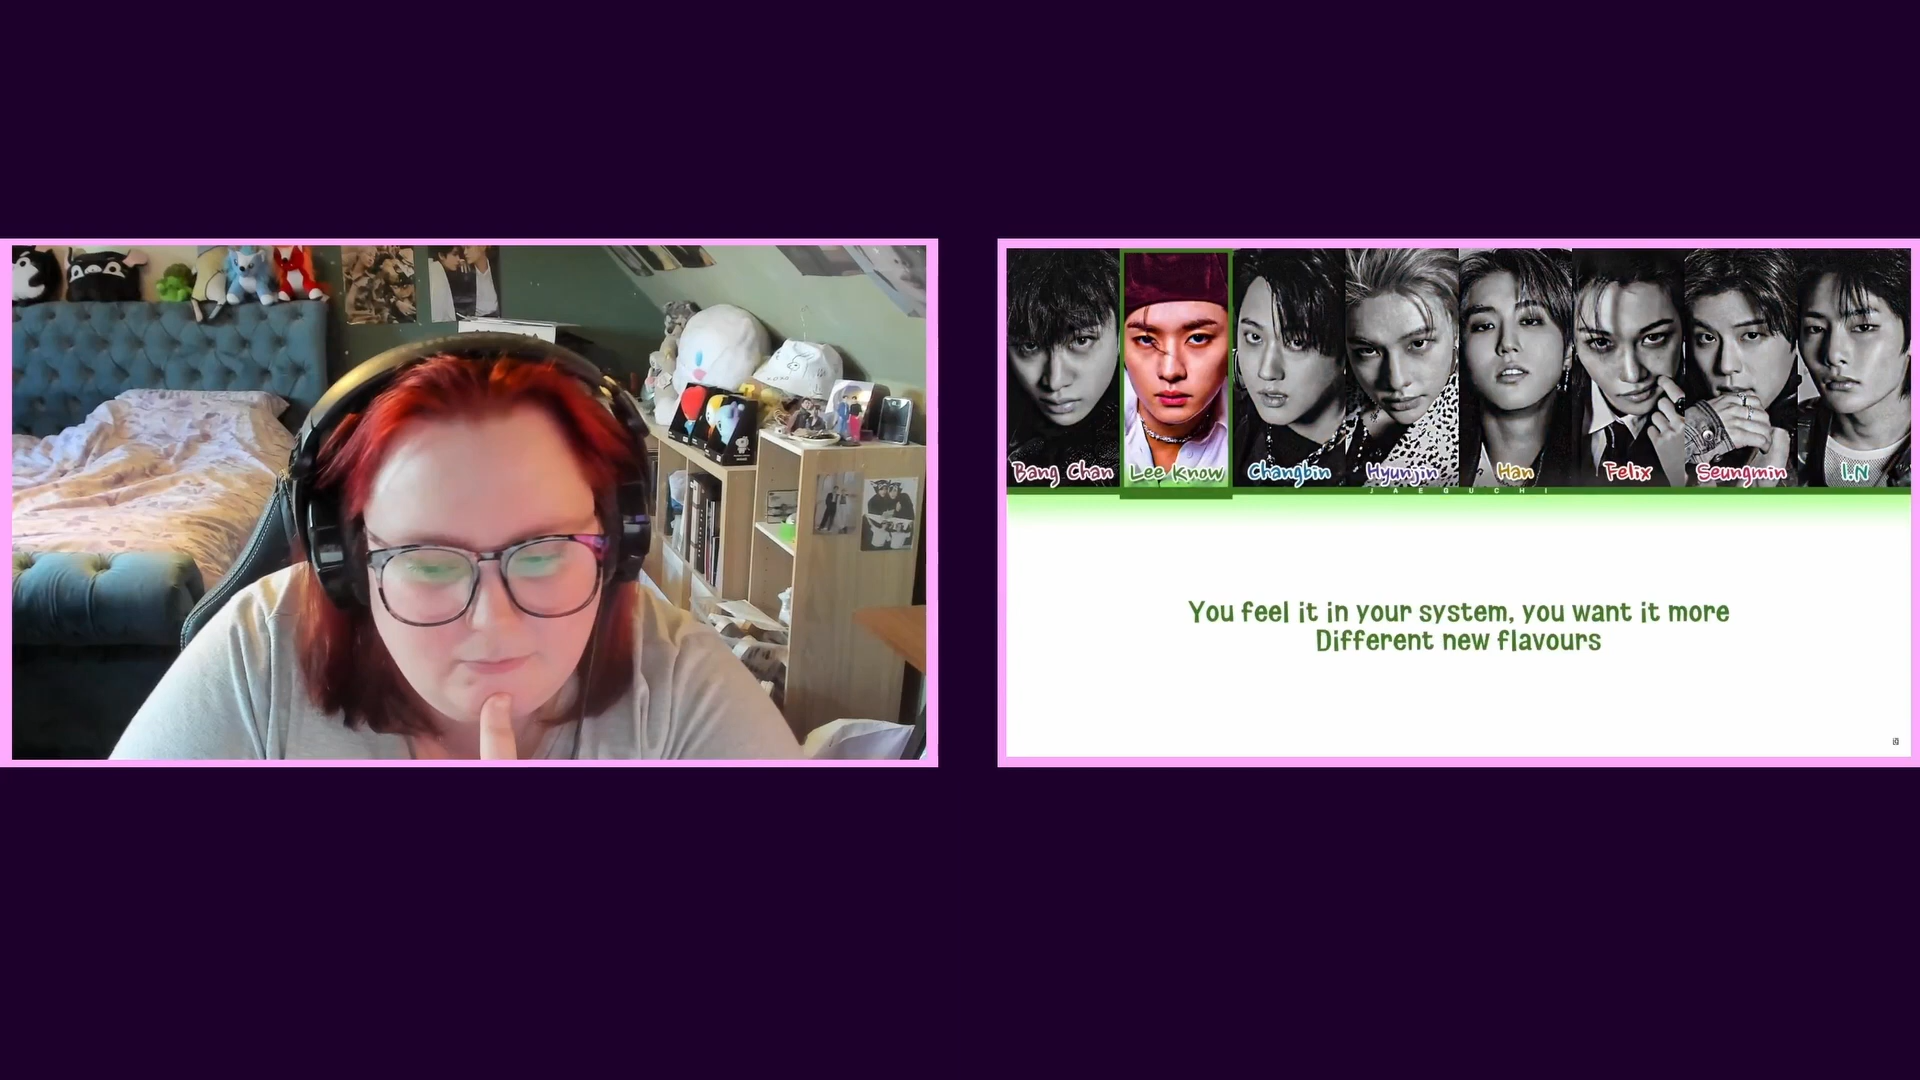 Bang Chan
Lee Know
Changbin
Hyunjin
Han
Felix
Seungmin
I.N
JAEGUCHI
You feel it in your system, you want it more
Different new flavours